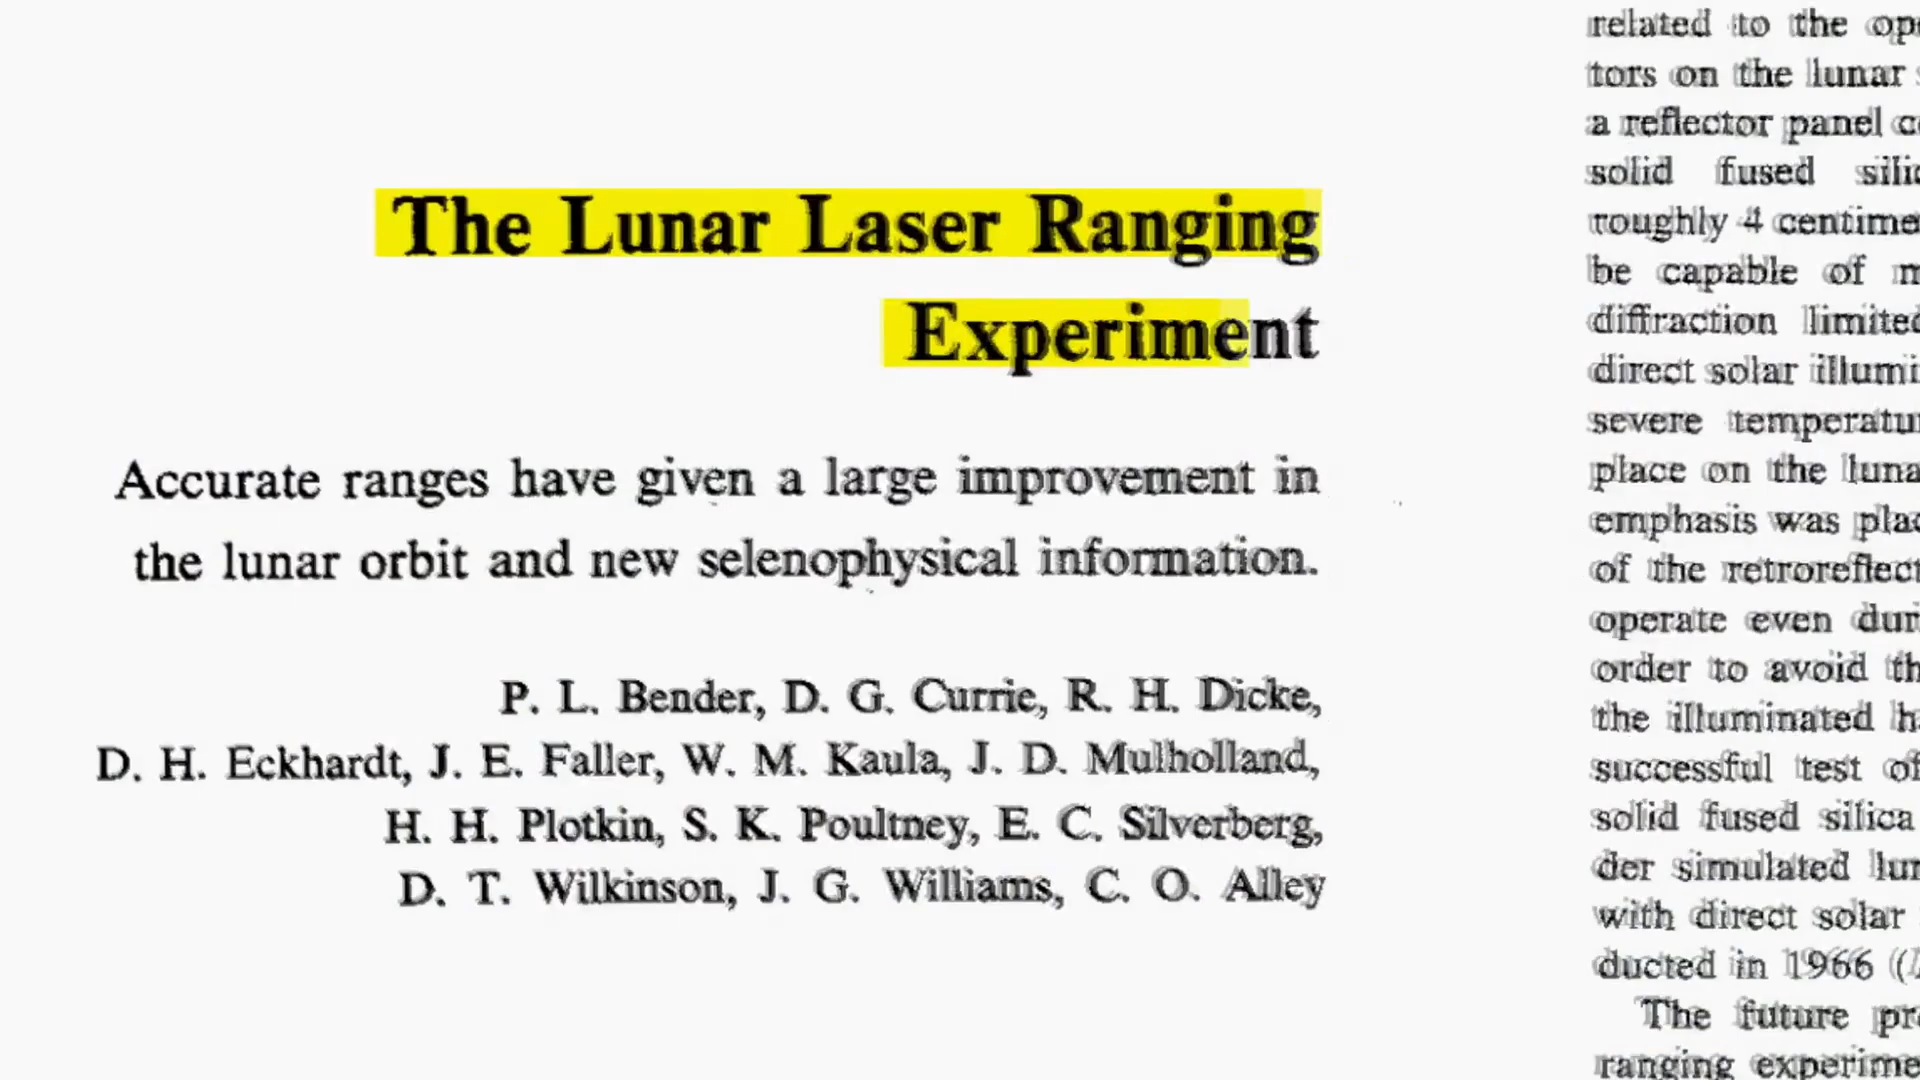 The Lunar Laser Ranging
Experiment
Accurate ranges have given a large improvement in
the lunar orbit and new selenophysical information.
P. L. Bender, D. G. Currie, R. H. Dicke,
D. H. Eckhardt, J. E. Faller, W. M. Kaula, J. D. Mulholland,
H. H. Plotkin, S. K. Poultney, E. C. Silverberg,
D. T. Wilkinson, J. G. Williams, C. O. Alley
related to the
tors on the lunar
a reflector panel
solid fused
roughly 4
be capable of
diffraction
direct solar
severe
place on the
emphasis was
of the
operate even
order to avoid
the illuminated
successful test
solid fused silica
der simulated
with direct solar
ducted in 1966
The future
ranging